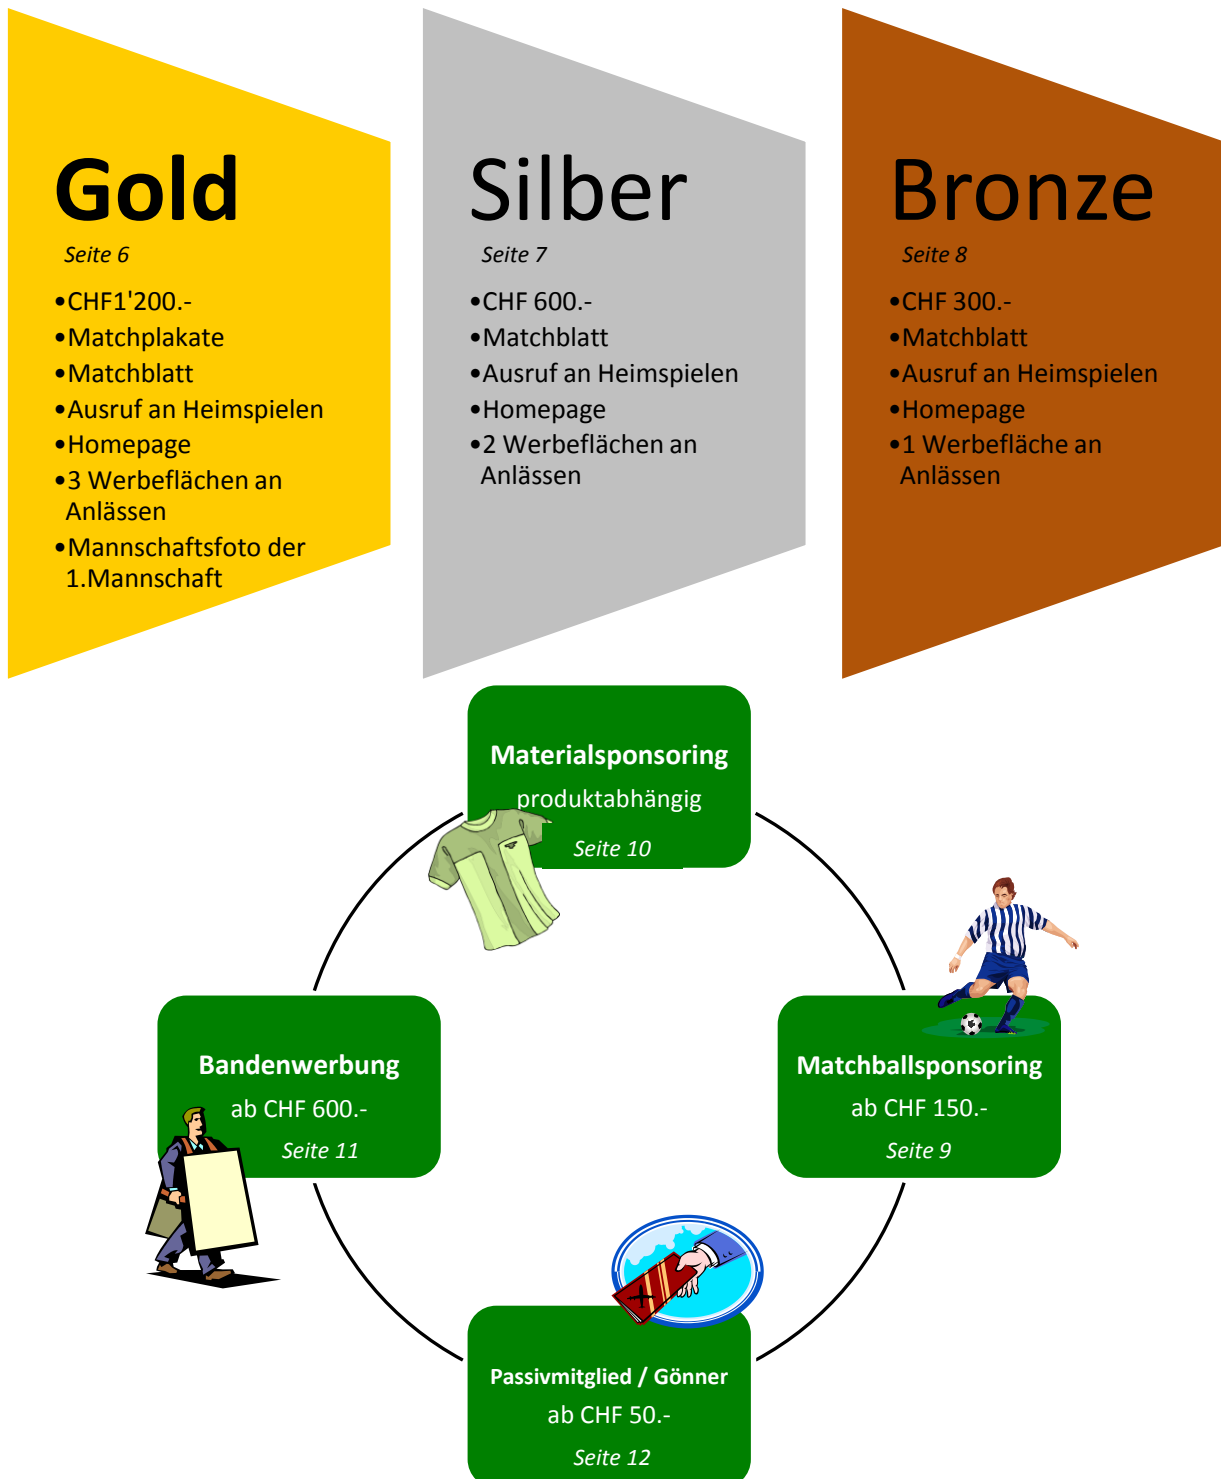 Gold
Seite 6
•CHF1'200.-
•Matchplakate
•Matchblatt
•Ausruf an Heimspielen
•Homepage
•3 Werbeflächen an
Anlässen
•Mannschaftsfoto der
1.Mannschaft
Silber
Seite 7
•CHF 600.-
•Matchblatt
•Ausruf an Heimspielen
•Homepage
•2 Werbeflächen an
Anlässen
Bronze
Seite 8
•CHF 300.-
•Matchblatt
•Ausruf an Heimspielen
•Homepage
•1 Werbefläche an
Anlässen
Materialsponsoring
produktabhängig
Seite 10
Bandenwerbung
ab CHF 600.-
Seite 11
Matchballsponsoring
ab CHF 150.-
Seite 9
Passivmitglied / Gönner
ab CHF 50.-
Seite 12